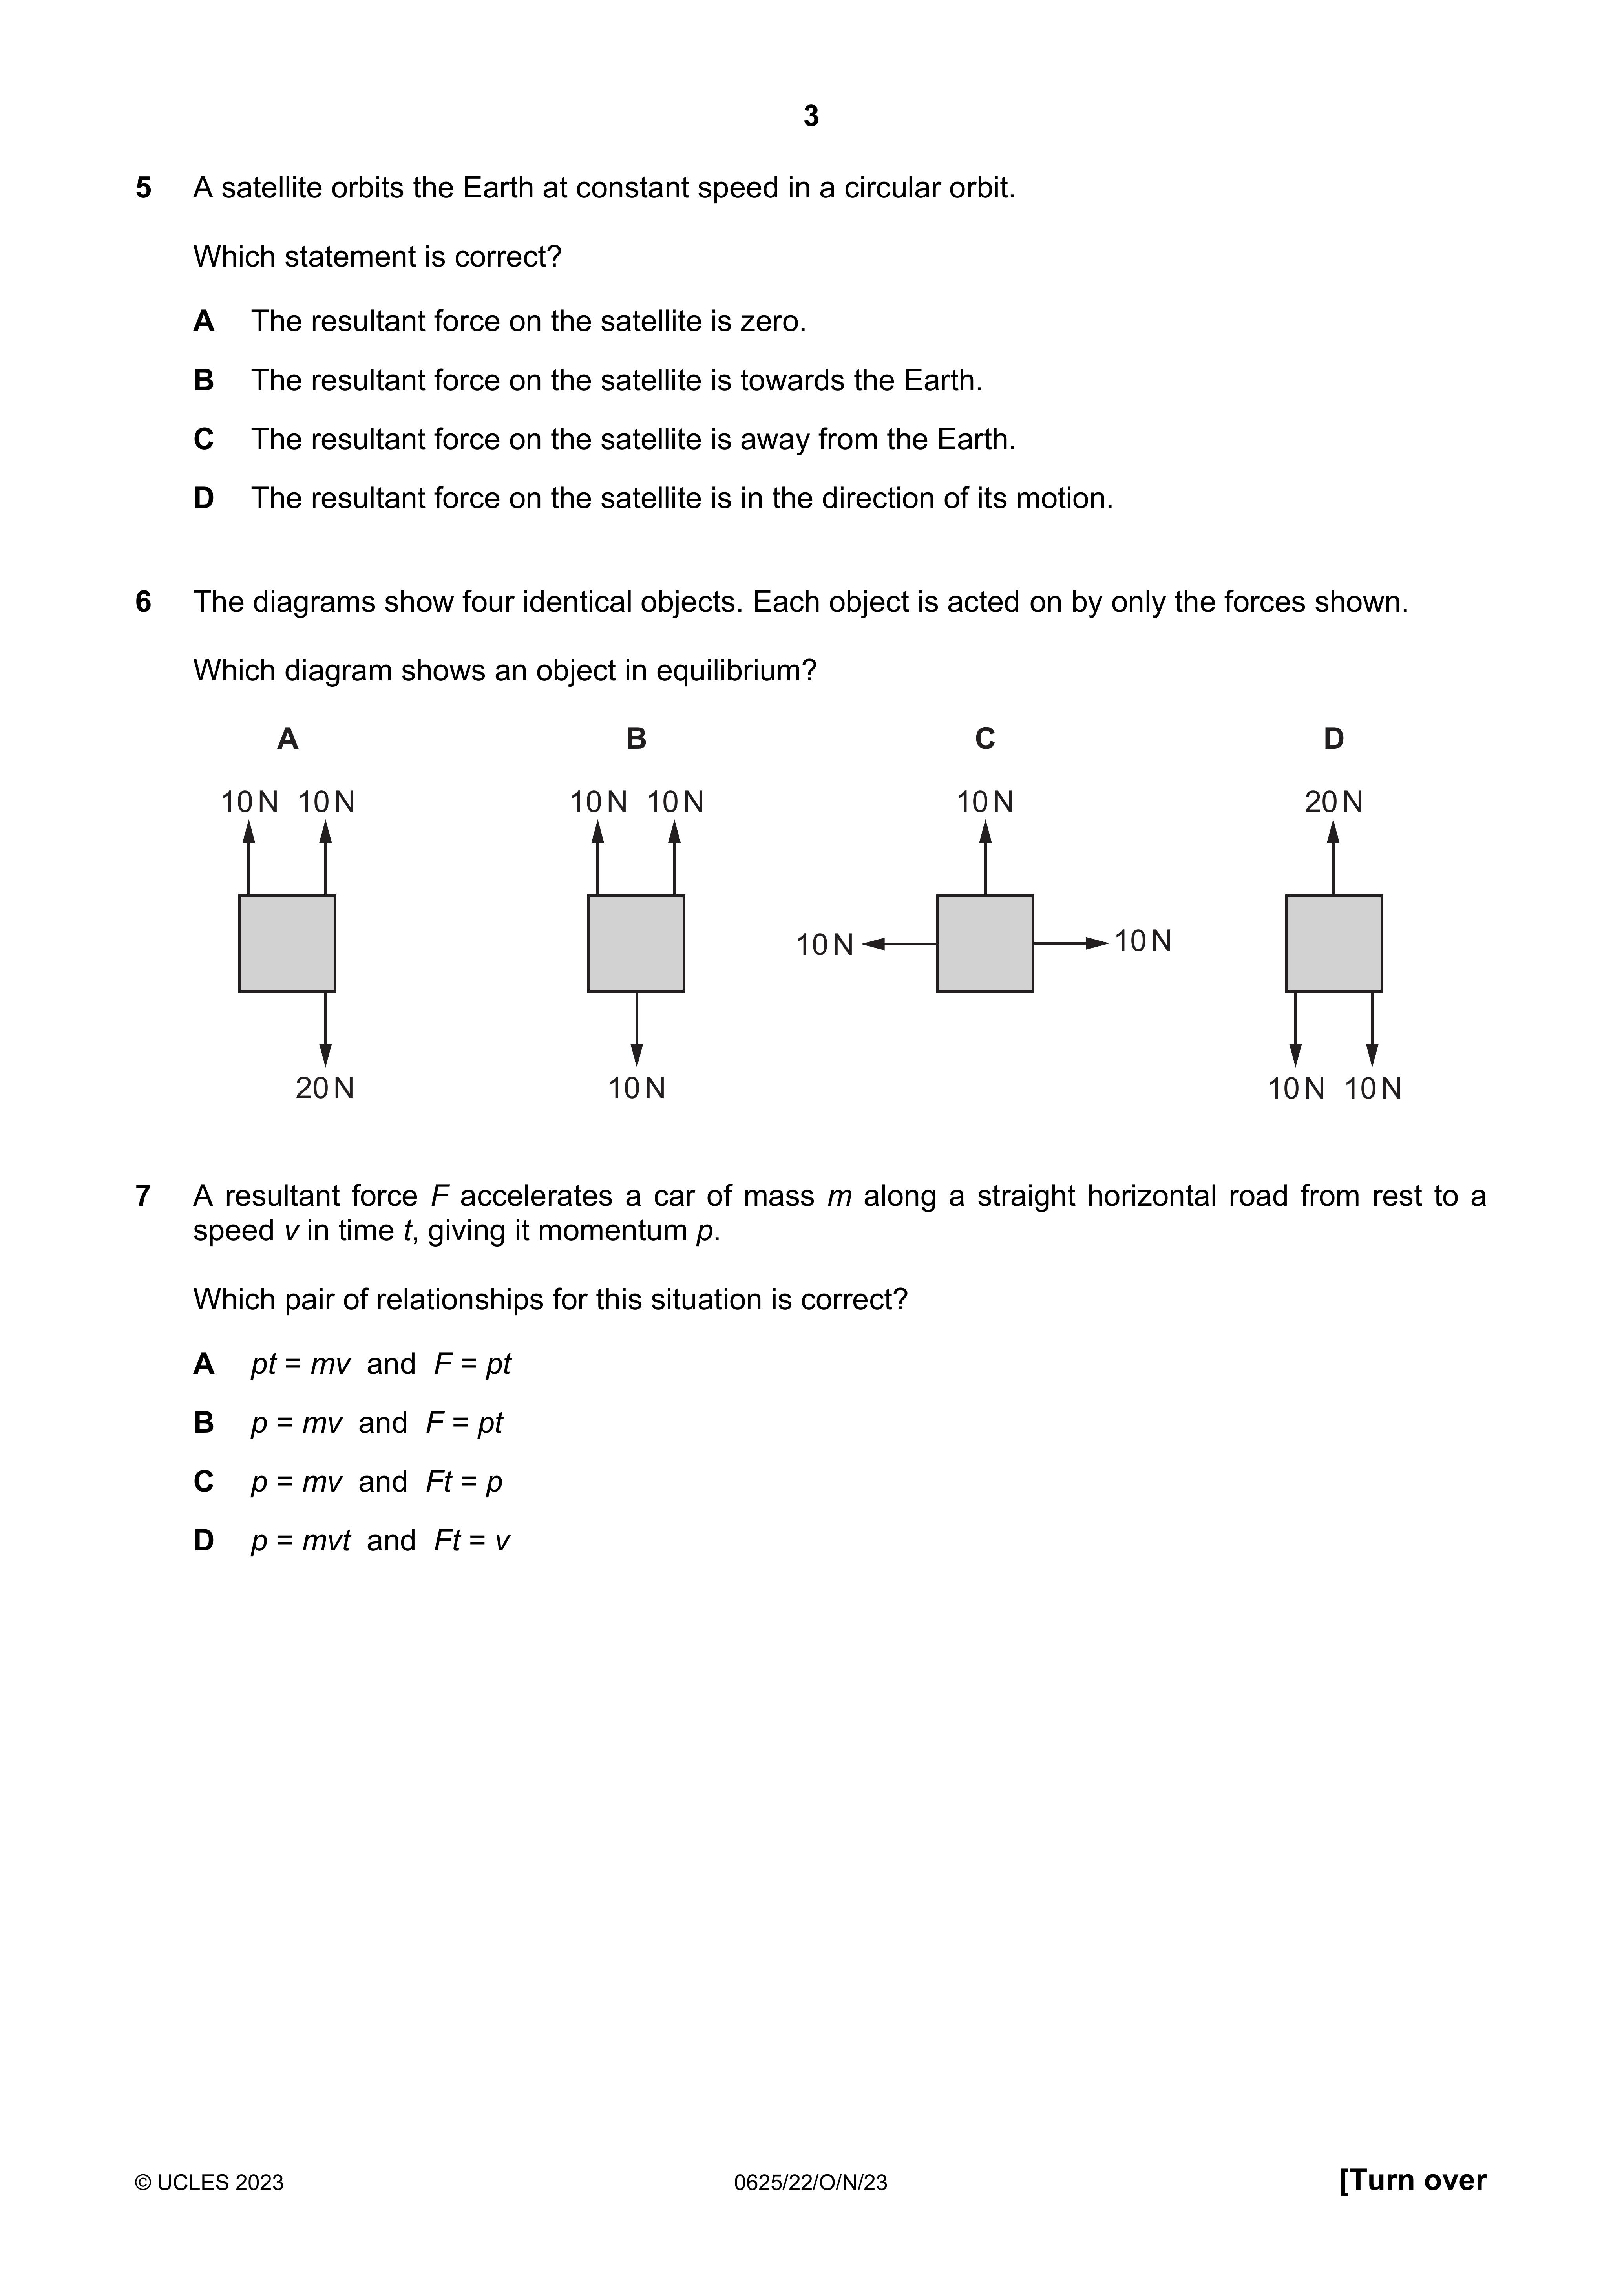 3
5 A satellite orbits the Earth at constant speed in a circular orbit.
Which statement is correct?
A The resultant force on the satellite is zero.
B The resultant force on the satellite is towards the Earth.
C The resultant force on the satellite is away from the Earth.
D The resultant force on the satellite is in the direction of its motion.
6 The diagrams show four identical objects. Each object is acted on by only the forces shown.
Which diagram shows an object in equilibrium?
A B C D
10 N 10 N 10 N 10 N 10 N 20 N
10 N 10 N
20 N 10 N 10 N 10 N
7 A resultant force F accelerates a car of mass m along a straight horizontal road from rest to a
speed v in time t, giving it momentum p.
Which pair of relationships for this situation is correct?
A pt = mv and F = pt
B p = mv and F = pt
C p = mv and Ft = p
D p = mvt and Ft = v
© UCLES 2023 0625/22/O/N/23 [Turn over